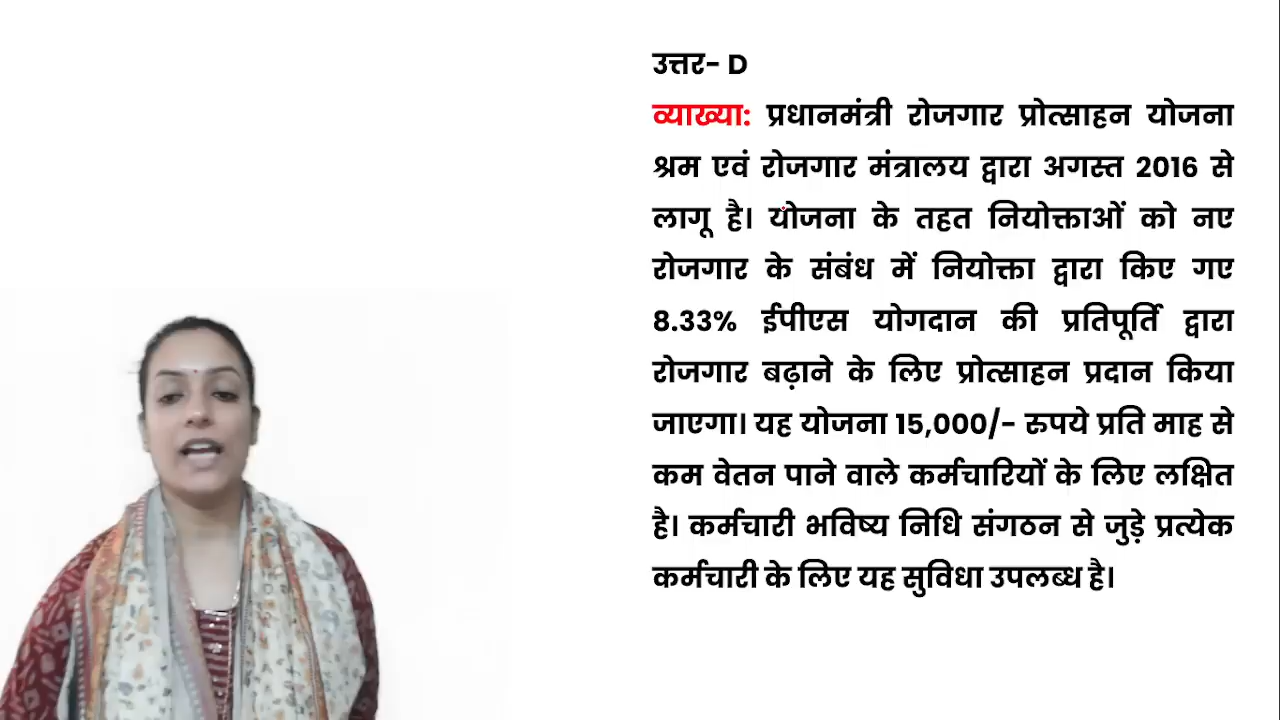 उत्तर- D
व्याख्या: प्रधानमंत्री रोजगार प्रोत्साहन योजना
श्रम एवं रोजगार मंत्रालय द्वारा अगस्त 2016 से
लागू है। योजना के तहत नियोक्ताओं को नए
रोजगार के संबंध में नियोक्ता द्वारा किए गए
8.33% ईपीएस योगदान की प्रतिपूर्ति द्वारा
रोजगार बढ़ाने के लिए प्रोत्साहन प्रदान किया
जाएगा। यह योजना 15,000/- रुपये प्रति माह से
कम वेतन पाने वाले कर्मचारियों के लिए लक्षित
है। कर्मचारी भविष्य निधि संगठन से जुड़े प्रत्येक
कर्मचारी के लिए यह सुविधा उपलब्ध है।